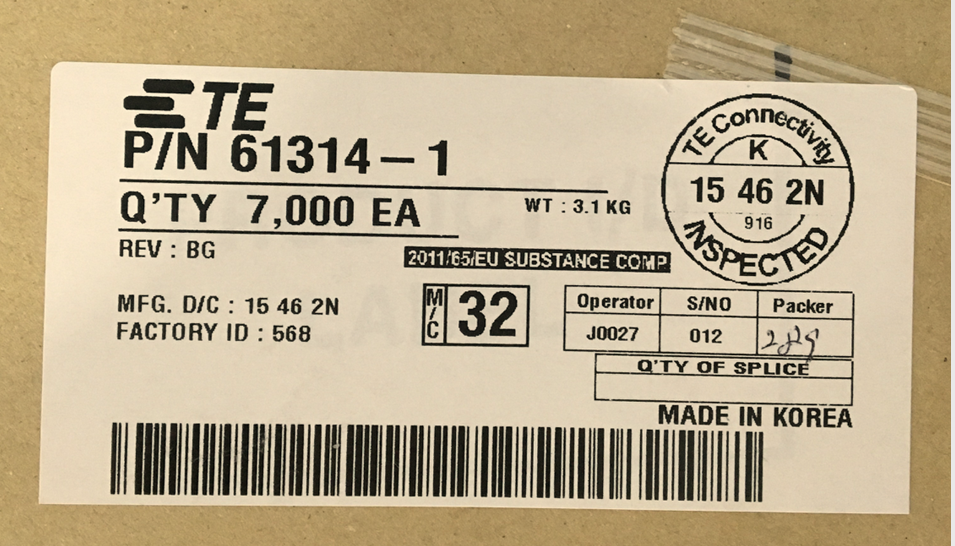 TE
P/N 61314-1
Q'TY 7,000 EA
WT : 3.1 KG
REV : BG
2011/65/EU SUBSTANCE COMP
TE Connectivity
K
15 46 2N
916
INSPECTED
MFG. D/C : 15 46 2N
FACTORY ID : 568
M/C 32
Operator S/NO Packer
J0027 012
Q'TY OF SPLICE
MADE IN KOREA